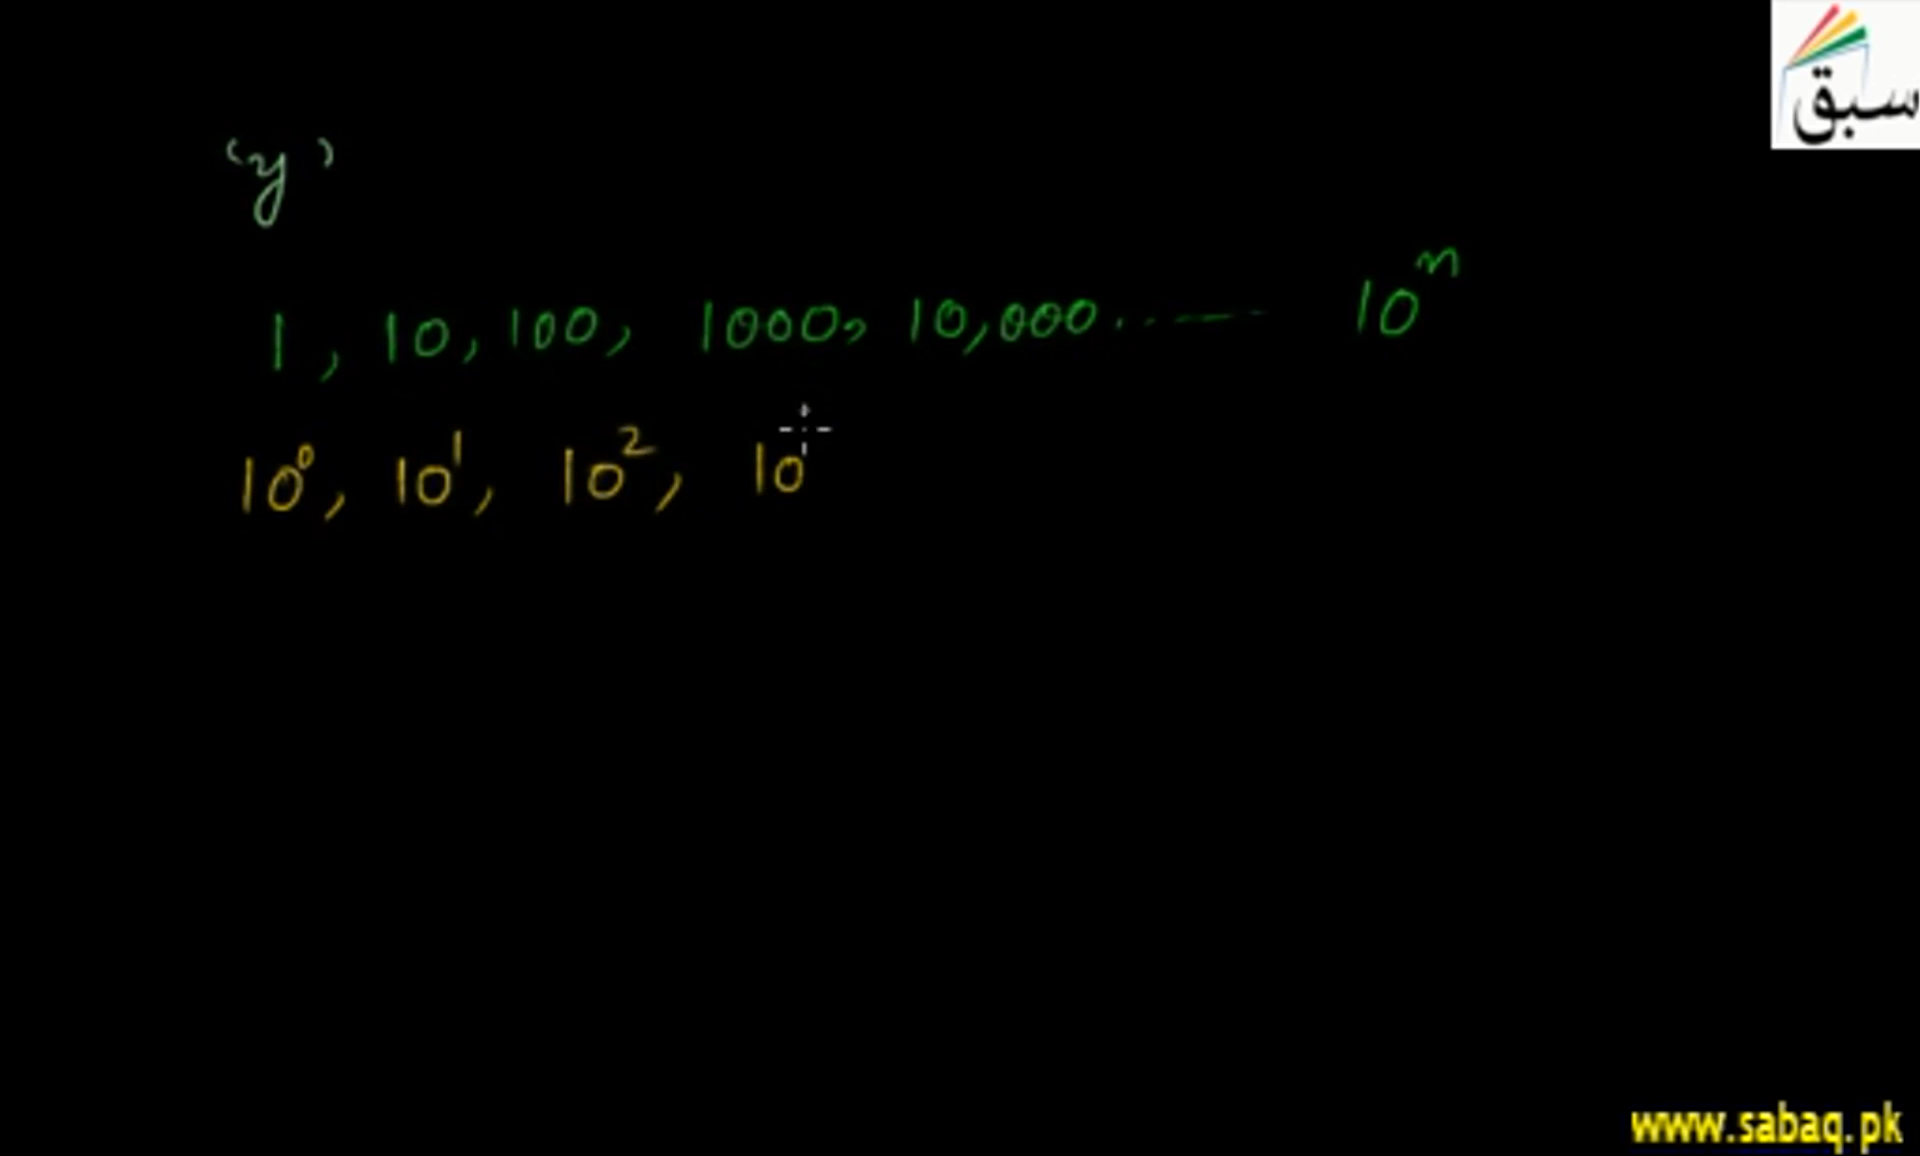 سبق
'y'
1, 10, 100, 1000, 10,000......—— 10ⁿ
10⁰, 10¹, 10², 10
www.sabaq.pk